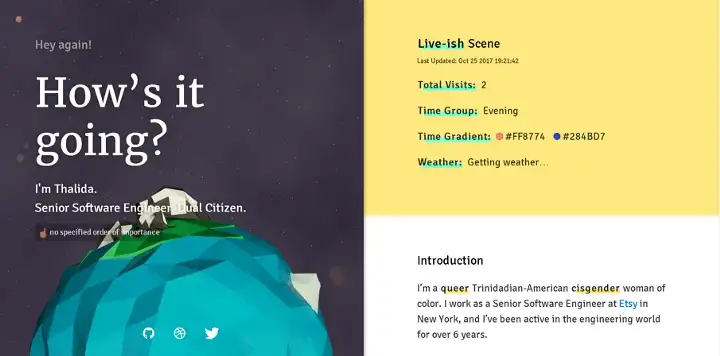 Hey again!
How’s it
going?
I'm Thalida.
Senior Software Engineer, Dual Citizen.
☝🏾 no specified order of importance
Live-ish Scene
Last Updated: Oct 25 2017 19:21:42
Total Visits: 2
Time Group: Evening
Time Gradient: #FF8774 #284BD7
Weather: Getting weather...
Introduction
I'm a queer Trinidadian-American cisgender woman of
color. I work as a Senior Software Engineer at Etsy in
New York, and I've been active in the engineering world
for over 6 years.